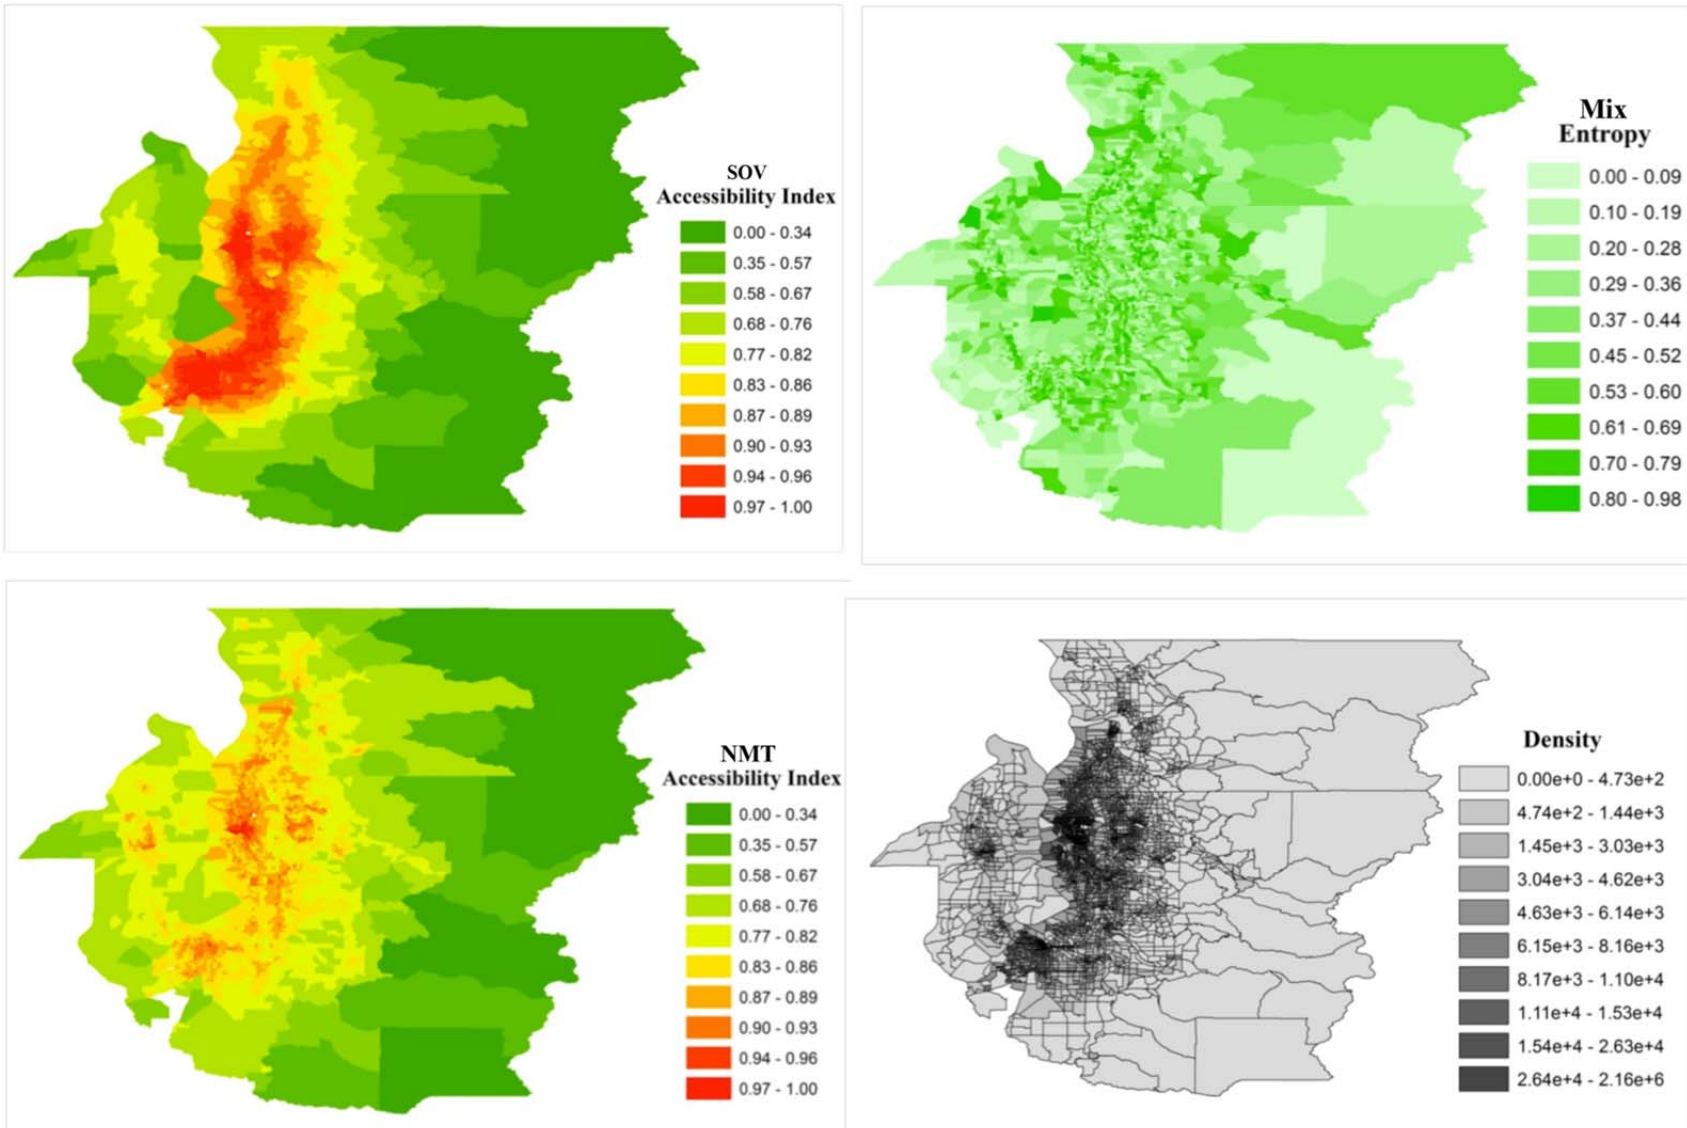 SOV
Accessibility Index
0.00 - 0.34
0.35 - 0.57
0.58 - 0.67
0.68 - 0.76
0.77 - 0.82
0.83 - 0.86
0.87 - 0.89
0.90 - 0.93
0.94 - 0.96
0.97 - 1.00
Mix
Entropy
0.00 - 0.09
0.10 - 0.19
0.20 - 0.28
0.29 - 0.36
0.37 - 0.44
0.45 - 0.52
0.53 - 0.60
0.61 - 0.69
0.70 - 0.79
0.80 - 0.98
NMT
Accessibility Index
0.00 - 0.34
0.35 - 0.57
0.58 - 0.67
0.68 - 0.76
0.77 - 0.82
0.83 - 0.86
0.87 - 0.89
0.90 - 0.93
0.94 - 0.96
0.97 - 1.00
Density
0.00e+0 - 4.73e+2
4.74e+2 - 1.44e+3
1.45e+3 - 3.03e+3
3.04e+3 - 4.62e+3
4.63e+3 - 6.14e+3
6.15e+3 - 8.16e+3
8.17e+3 - 1.10e+4
1.11e+4 - 1.53e+4
1.54e+4 - 2.63e+4
2.64e+4 - 2.16e+6